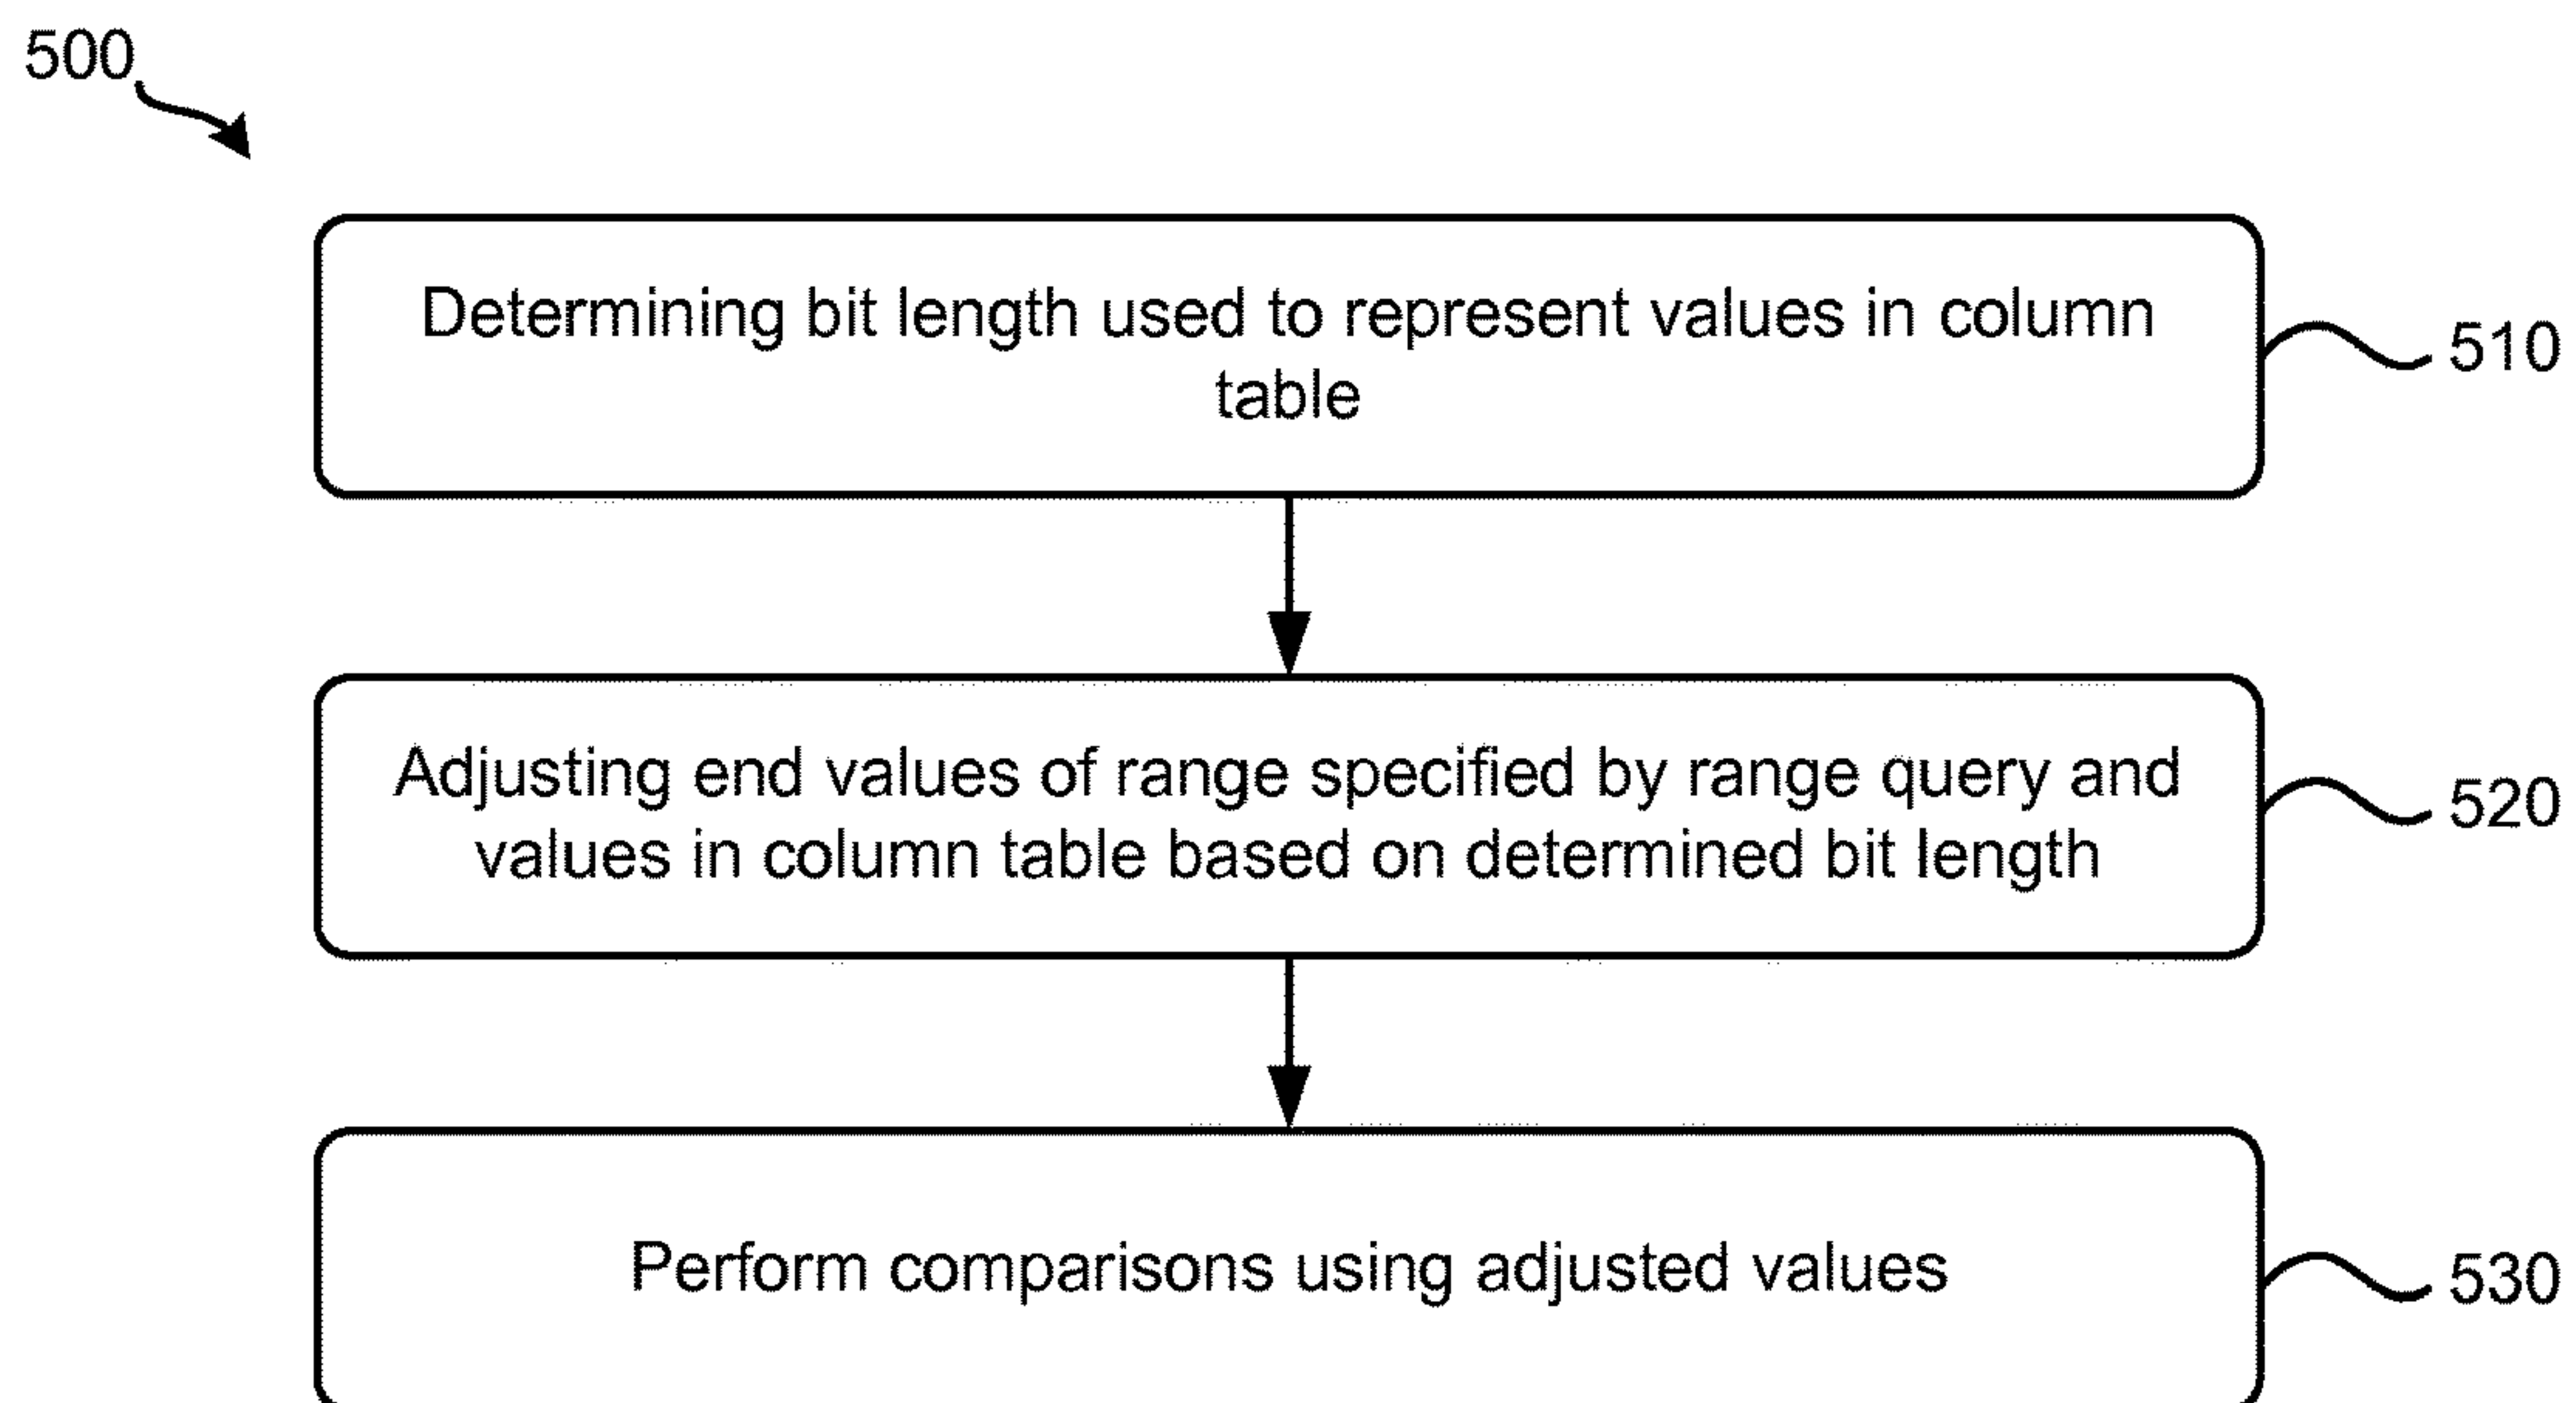 500
Determining bit length used to represent values in column
table
510
Adjusting end values of range specified by range query and
values in column table based on determined bit length
520
Perform comparisons using adjusted values
530